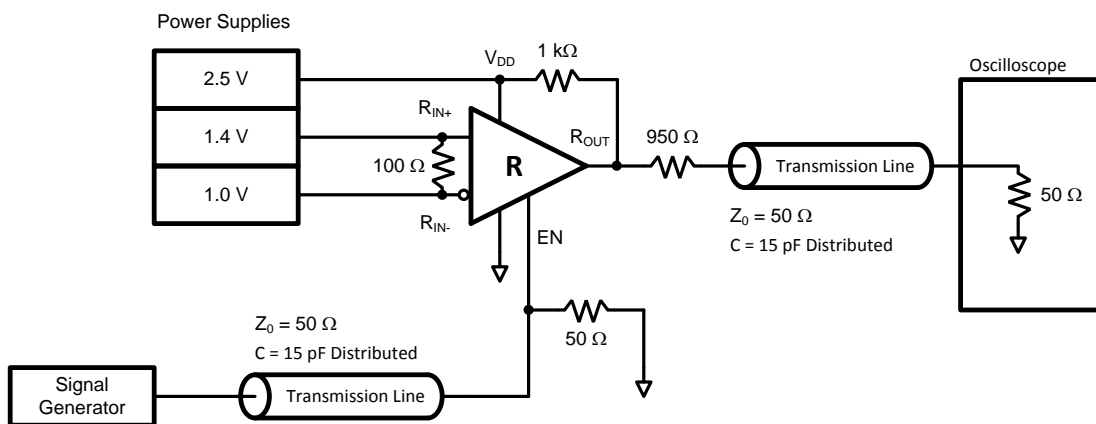 Power Supplies
2.5 V
1.4 V
1.0 V
V_DD
1 kΩ
R_IN+
100 Ω
R_IN-
R
R_OUT
EN
950 Ω
Transmission Line
Z_0 = 50 Ω
C = 15 pF Distributed
Oscilloscope
50 Ω
50 Ω
Z_0 = 50 Ω
C = 15 pF Distributed
Transmission Line
Signal
Generator